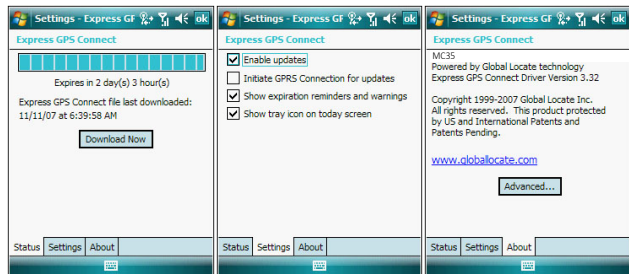 Settings - Express GF ok
Express GPS Connect
Expires in 2 day(s) 3 hour(s)
Express GPS Connect file last downloaded:
11/11/07 at 6:39:58 AM
Download Now
Status Settings About
Settings - Express GF ok
Express GPS Connect
Enable updates
Initiate GPRS Connection for updates
Show expiration reminders and warnings
Show tray icon on today screen
Status Settings About
Settings - Express GF ok
Express GPS Connect
MC35
Powered by Global Locate technology
Express GPS Connect Driver Version 3.32
Copyright 1999-2007 Global Locate Inc.
All rights reserved. This product protected
by US and International Patents and
Patents Pending.
www.globallocate.com
Advanced...
Status Settings About